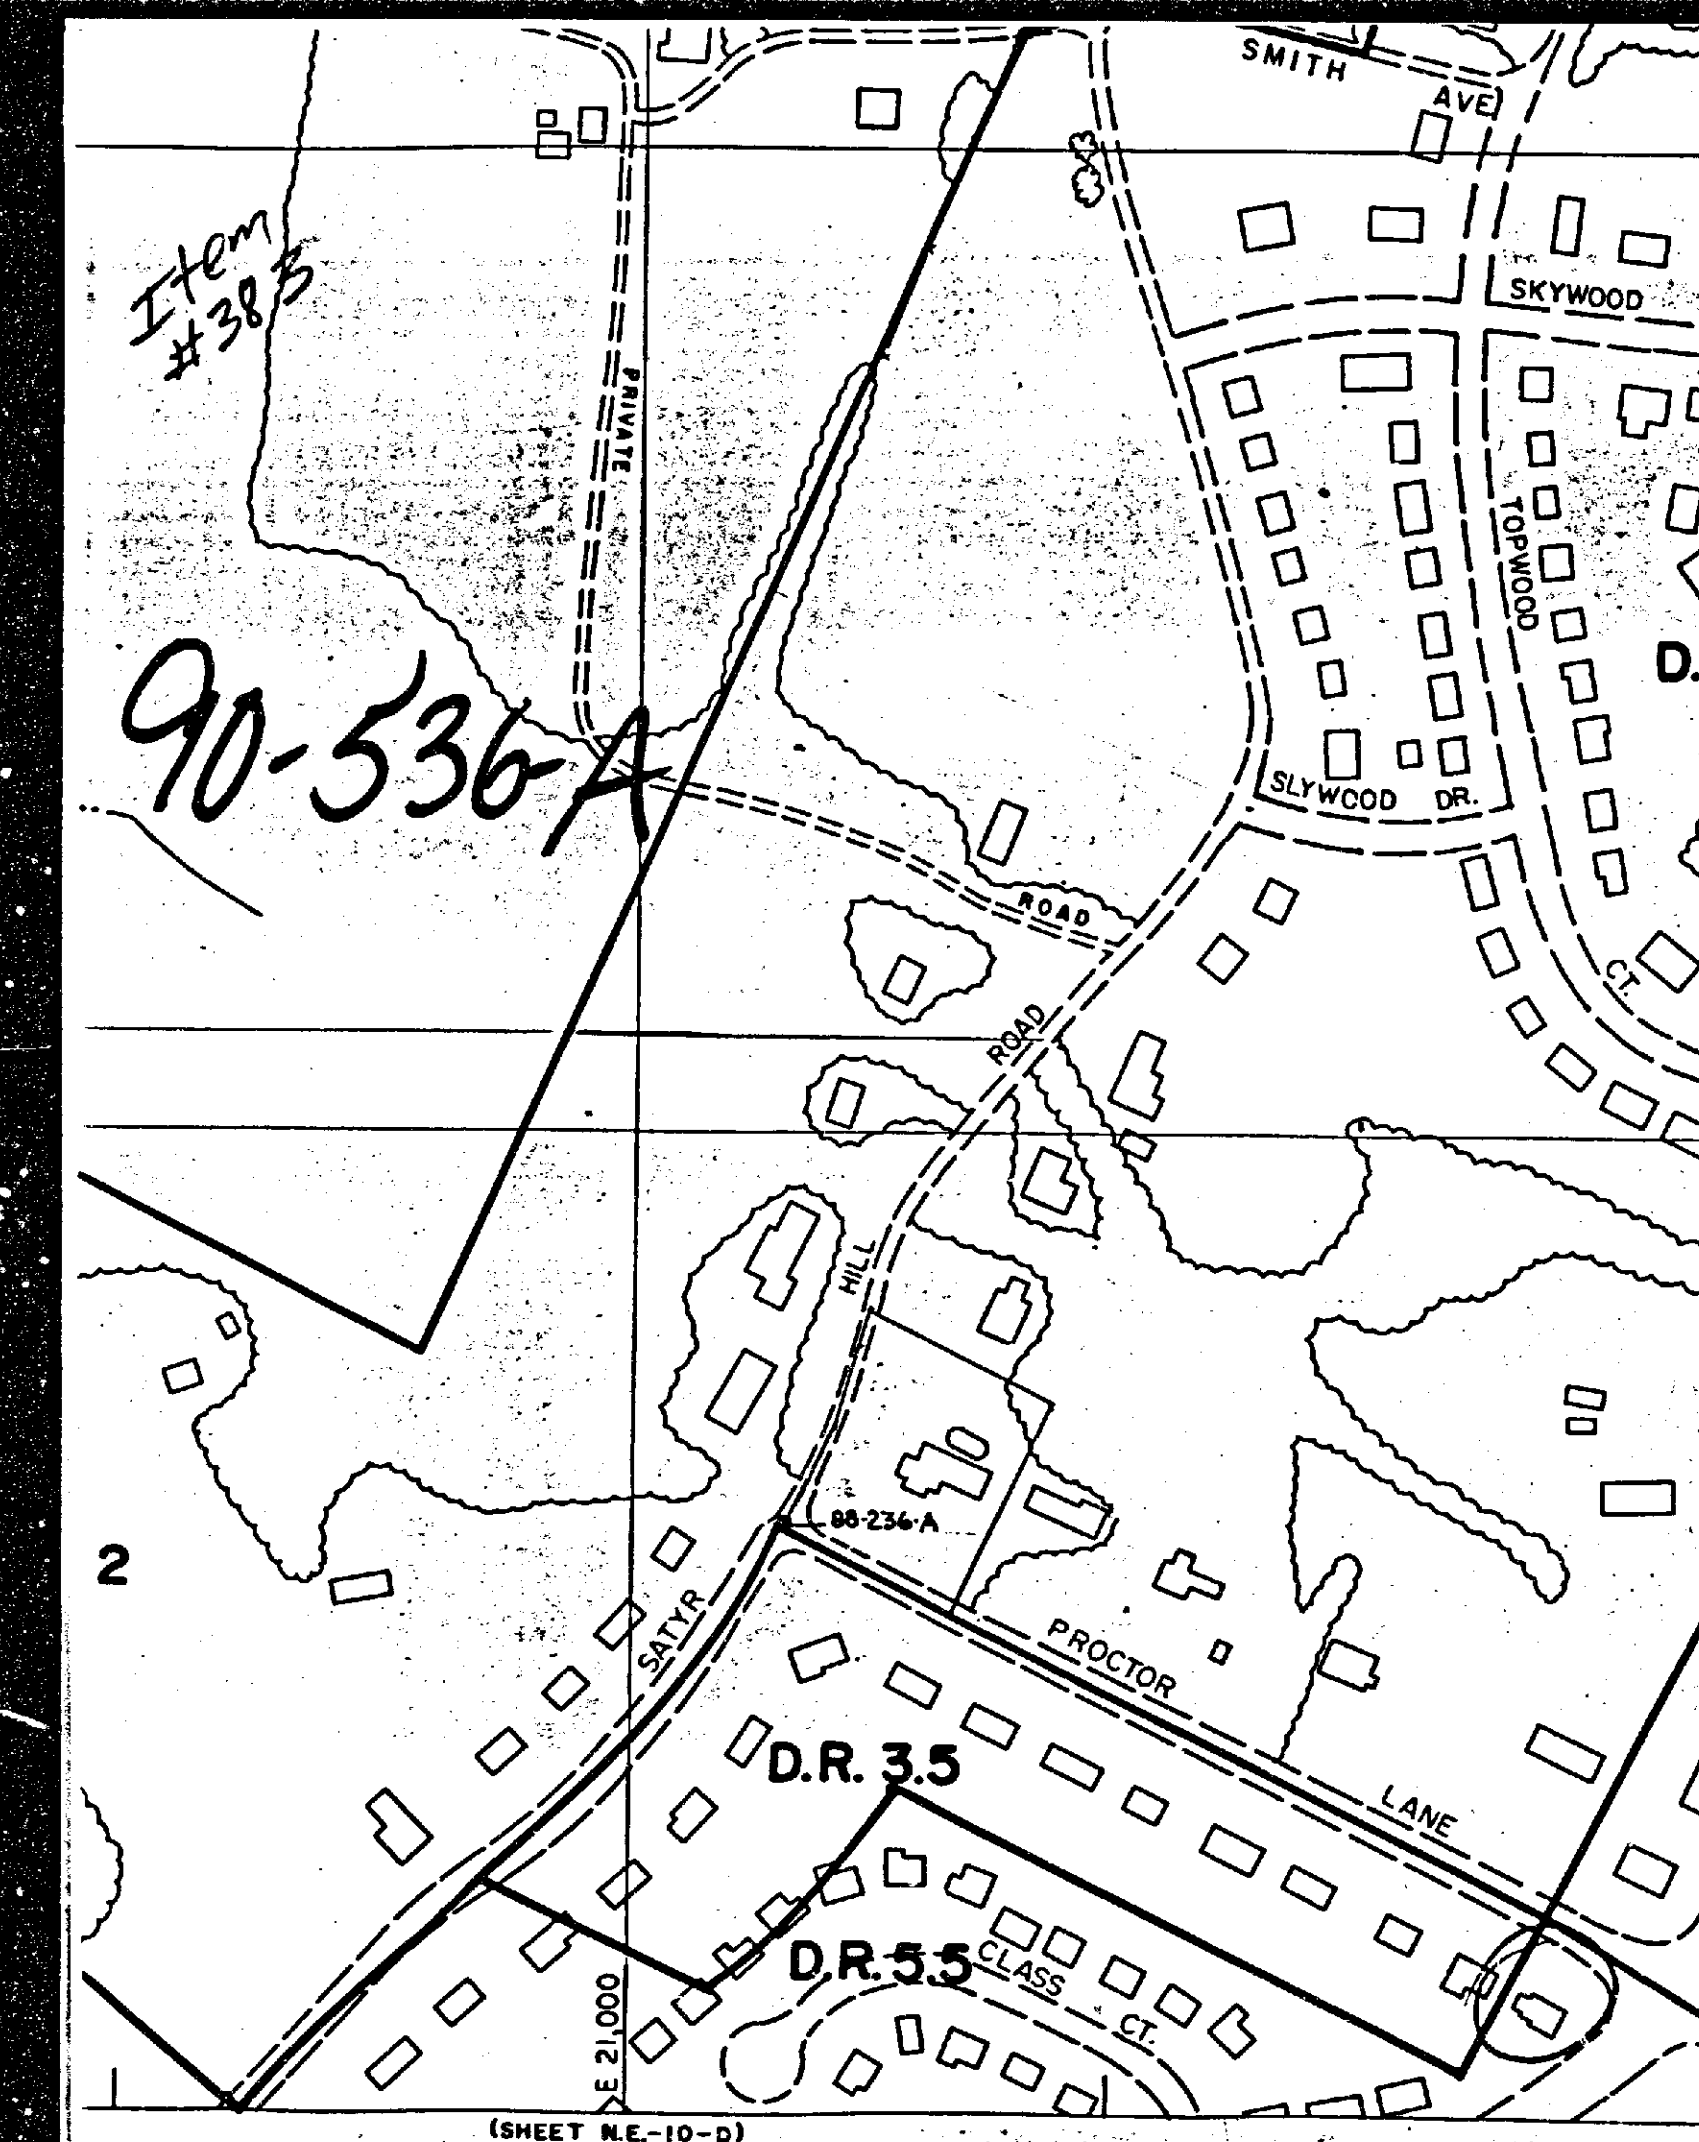 SMITH
AVE
Item
#383
SKYWOOD
PRIVATE
TOPWOOD
D.
90-536-A
SLYWOOD DR.
ROAD
CT.
ROAD
HILL
88-236-A
2
SATYR
PROCTOR
D.R. 3.5
LANE
D.R. 5.5
CLASS
CT.
E 21,000
(SHEET N.E.-10-D)